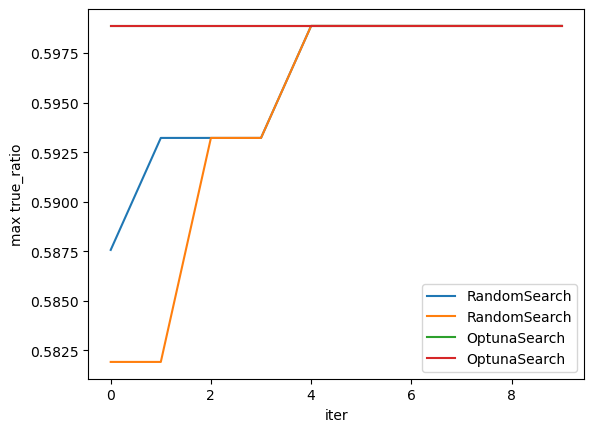 max true_ratio
0.5975
0.5950
0.5925
0.5900
0.5875
0.5850
0.5825
RandomSearch
RandomSearch
OptunaSearch
OptunaSearch
0 2 4 6 8
iter